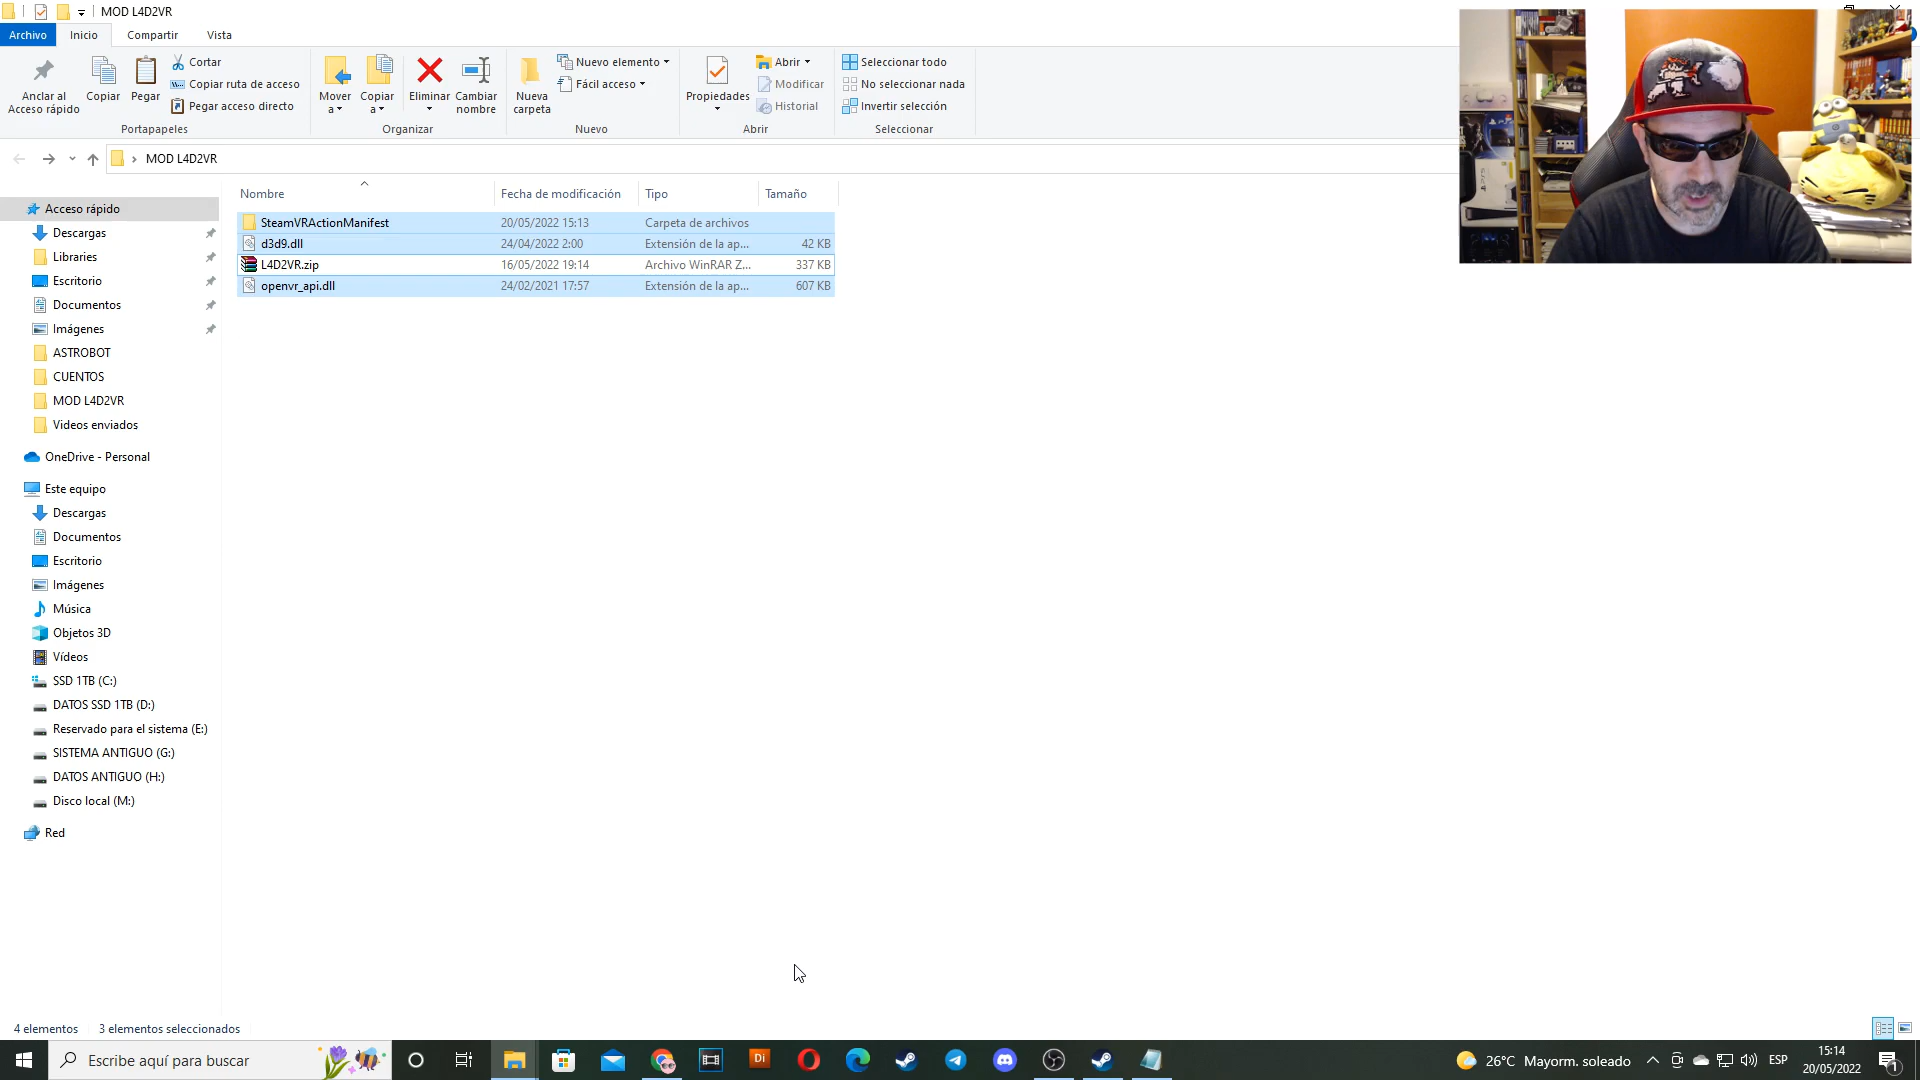 MOD L4D2VR
Archivo Inicio Compartir Vista
Anclar al Acceso rápido
Copiar
Pegar
Cortar
Copiar ruta de acceso
Pegar acceso directo
Portapapeles
Mover a
Copiar a
Eliminar
Cambiar nombre
Organizar
Nueva carpeta
Nuevo elemento
Fácil acceso
Nuevo
Propiedades
Abrir
Modificar
Historial
Abrir
Seleccionar todo
No seleccionar nada
Invertir selección
Seleccionar
MOD L4D2VR
Nombre Fecha de modificación Tipo Tamaño
SteamVRActionManifest 20/05/2022 15:13 Carpeta de archivos
d3d9.dll 24/04/2022 2:00 Extensión de la ap... 42 KB
L4D2VR.zip 16/05/2022 19:14 Archivo WinRAR Z... 337 KB
openvr_api.dll 24/02/2021 17:57 Extensión de la ap... 607 KB
Acceso rápido
Descargas
Libraries
Escritorio
Documentos
Imágenes
ASTROBOT
CUENTOS
MOD L4D2VR
Videos enviados
OneDrive - Personal
Este equipo
Descargas
Documentos
Escritorio
Imágenes
Música
Objetos 3D
Vídeos
SSD 1TB (C:)
DATOS SSD 1TB (D:)
Reservado para el sistema (E:)
SISTEMA ANTIGUO (G:)
DATOS ANTIGUO (H:)
Disco local (M:)
Red
4 elementos 3 elementos seleccionados
Escribe aquí para buscar
Di
26°C Mayorm. soleado
ESP
15:14
20/05/2022
1